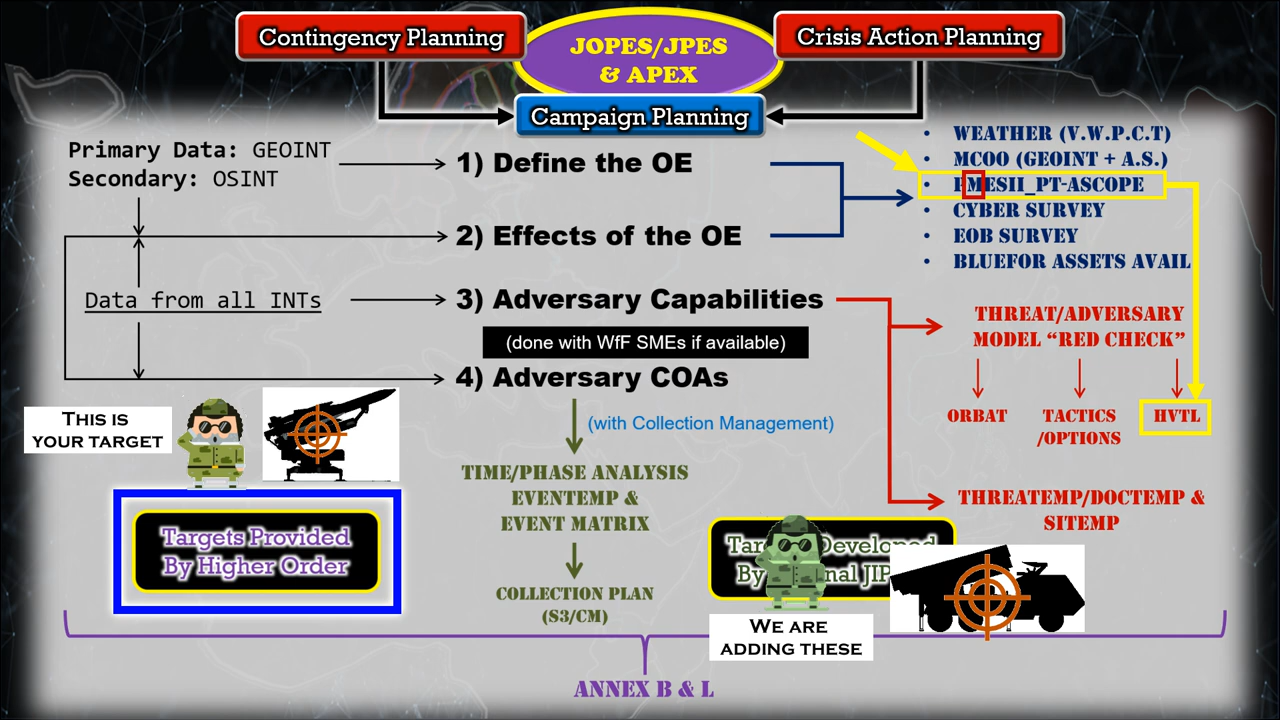 Contingency Planning
JOPES/JPES
& APEX
Crisis Action Planning
Campaign Planning
Primary Data: GEOINT
Secondary: OSINT
1) Define the OE
2) Effects of the OE
Data from all INTs
3) Adversary Capabilities
(done with WfF SMEs if available)
4) Adversary COAs
(with Collection Management)
• WEATHER (V.W.P.C.T)
• MCOO (GEOINT + A.S.)
• PMESII_PT-ASCOPE
• CYBER SURVEY
• EOB SURVEY
• BLUEFOR ASSETS AVAIL
THREAT/ADVERSARY
MODEL “RED CHECK”
ORBAT
TACTICS
/OPTIONS
HVTL
THREATEMP/DOCTEMP &
SITEMP
THIS IS
YOUR TARGET
Targets Provided
By Higher Order
TIME/PHASE ANALYSIS
EVENTEMP &
EVENT MATRIX
COLLECTION PLAN
(S3/CM)
Developed
By
WE ARE
ADDING THESE
ANNEX B & L